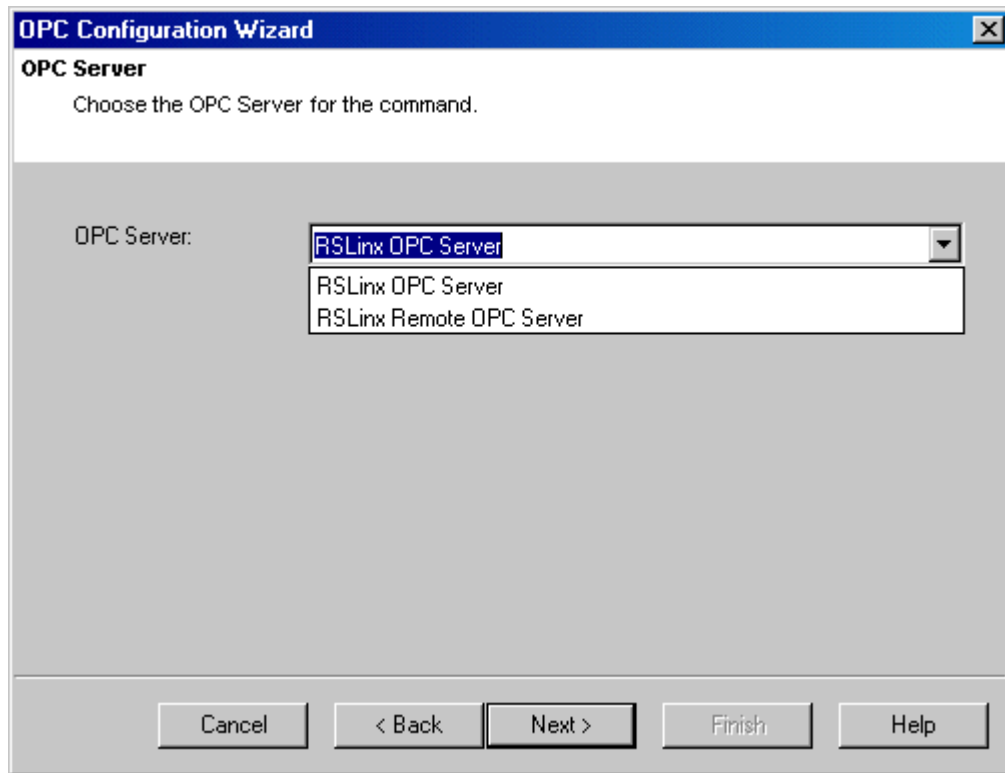 OPC Configuration Wizard
OPC Server
Choose the OPC Server for the command.
OPC Server:
RSLinx OPC Server
RSLinx OPC Server
RSLinx Remote OPC Server
Cancel
< Back
Next >
Finish
Help